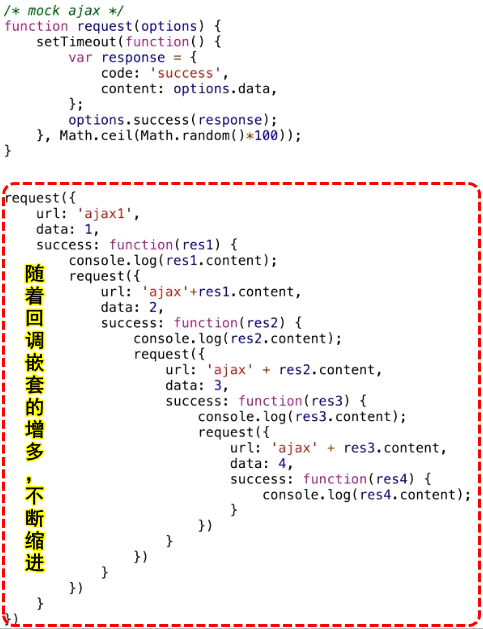 /* mock ajax */
function request(options) {
    setTimeout(function() {
        var response = {
            code: 'success',
            content: options.data,
        };
        options.success(response);
    }, Math.ceil(Math.random()*100));
}
request({
    url: 'ajax1',
    data: 1,
    success: function(res1) {
        console.log(res1.content);
        request({
            url: 'ajax'+res1.content,
            data: 2,
            success: function(res2) {
                console.log(res2.content);
                request({
                    url: 'ajax' + res2.content,
                    data: 3,
                    success: function(res3) {
                        console.log(res3.content);
                        request({
                            url: 'ajax' + res3.content,
                            data: 4,
                            success: function(res4) {
                                console.log(res4.content);
                            }
                        })
                    }
                })
            }
        })
    }
})
随着回调嵌套的增多，不断缩进